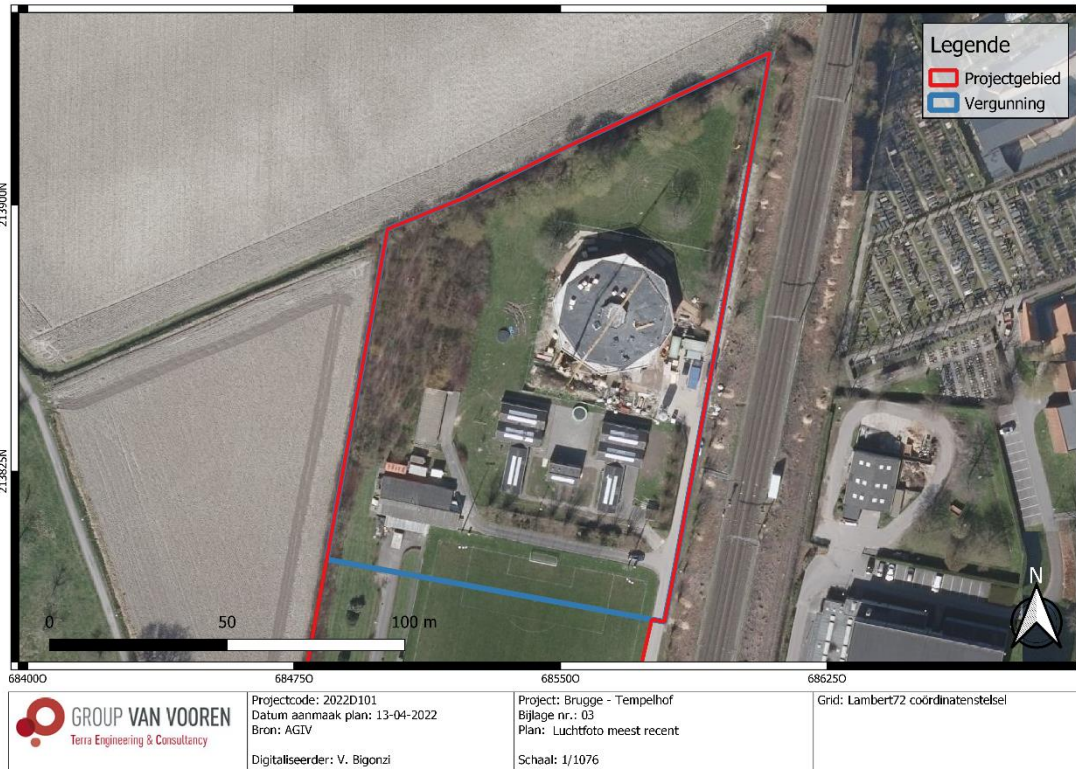 Legende
Projectgebied
Vergunning
213900N
213825N
N
0 50 100 m
684000 684750 685500 686250
GROUP VAN VOOREN
Terra Engineering & Consultancy
Projectcode: 2022D101
Datum aanmaak plan: 13-04-2022
Bron: AGIV
Digitaliseerder: V. Bigonzi
Project: Brugge - Tempelhof
Bijlage nr.: 03
Plan: Luchtfoto meest recent
Schaal: 1/1076
Grid: Lambert72 coördinatenstelsel